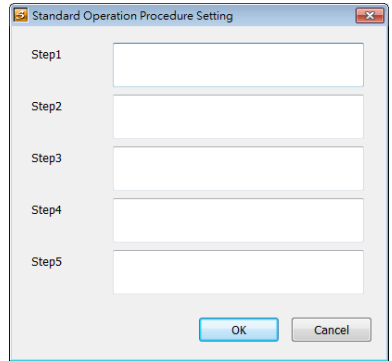 Standard Operation Procedure Setting
Step1
Step2
Step3
Step4
Step5
OK Cancel